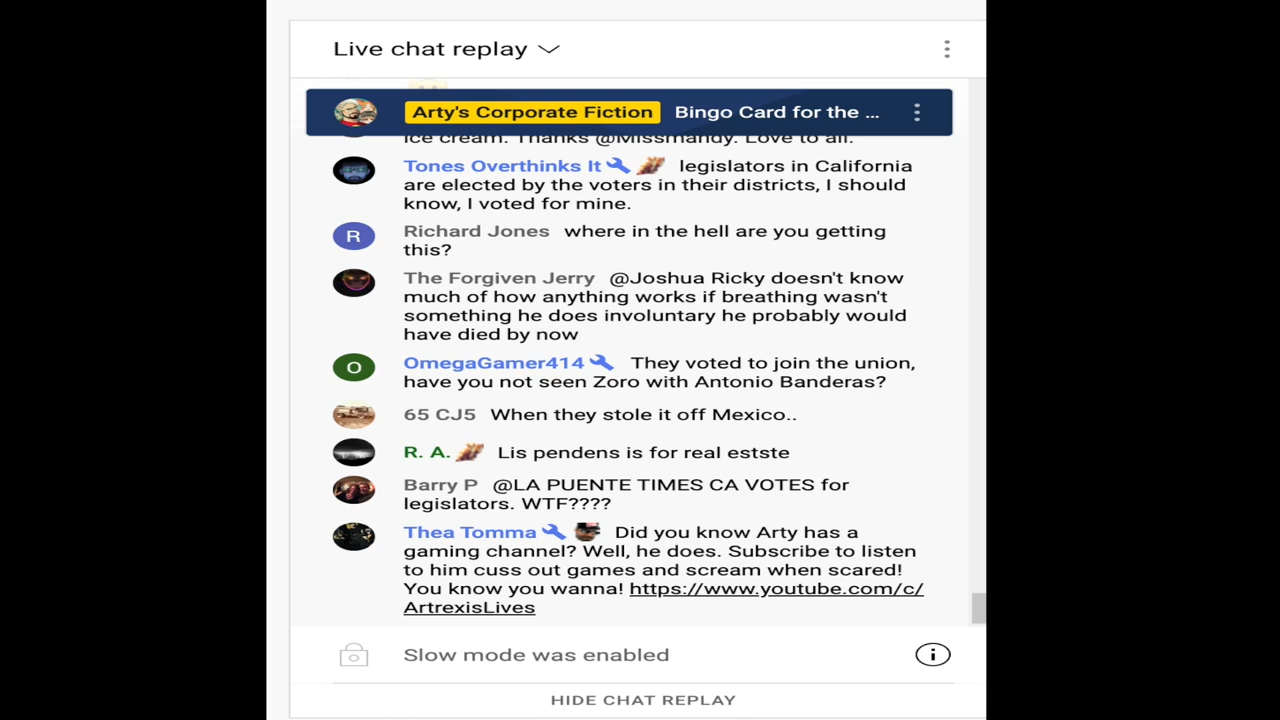 Live chat replay
Arty's Corporate Fiction Bingo Card for the ...
ice cream. Thanks @Missmandy. Love to all.
Tones Overthinks It legislators in California
are elected by the voters in their districts, I should
know, I voted for mine.
R Richard Jones where in the hell are you getting
this?
The Forgiven Jerry @Joshua Ricky doesn't know
much of how anything works if breathing wasn't
something he does involuntary he probably would
have died by now
O OmegaGamer414 They voted to join the union,
have you not seen Zoro with Antonio Banderas?
65 CJ5 When they stole it off Mexico..
R. A. Lis pendens is for real estste
Barry P @LA PUENTE TIMES CA VOTES for
legislators. WTF????
Thea Tomma Did you know Arty has a
gaming channel? Well, he does. Subscribe to listen
to him cuss out games and scream when scared!
You know you wanna! https://www.youtube.com/c/
ArtrexisLives
Slow mode was enabled
HIDE CHAT REPLAY